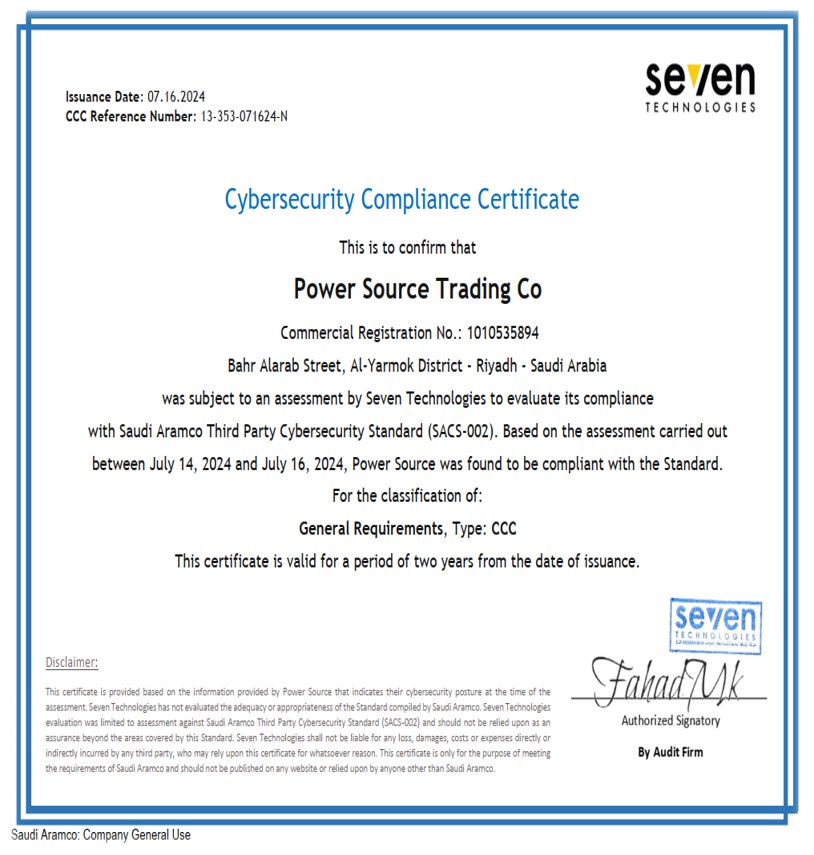 Issuance Date: 07.16.2024
CCC Reference Number: 13-353-071624-N
seven
TECHNOLOGIES
Cybersecurity Compliance Certificate
This is to confirm that
Power Source Trading Co
Commercial Registration No.: 1010535894
Bahr Alarab Street, Al-Yarmok District - Riyadh - Saudi Arabia
was subject to an assessment by Seven Technologies to evaluate its compliance
with Saudi Aramco Third Party Cybersecurity Standard (SACS-002). Based on the assessment carried out
between July 14, 2024 and July 16, 2024, Power Source was found to be compliant with the Standard.
For the classification of:
General Requirements, Type: CCC
This certificate is valid for a period of two years from the date of issuance.
seven
TECHNOLOGIES
Disclaimer:
This certificate is provided based on the information provided by Power Source that indicates their cybersecurity posture at the time of the
assessment. Seven Technologies has not evaluated the adequacy or appropriateness of the Standard compiled by Saudi Aramco. Seven Technologies
evaluation was limited to assessment against Saudi Aramco Third Party Cybersecurity Standard (SACS-002) and should not be relied upon as an
assurance beyond the areas covered by this Standard. Seven Technologies shall not be liable for any loss, damages, costs or expenses directly or
indirectly incurred by any third party, who may rely upon this certificate for whatsoever reason. This certificate is only for the purpose of meeting
the requirements of Saudi Aramco and should not be published on any website or relied upon by anyone other than Saudi Aramco.
Fahad Mk
Authorized Signatory
By Audit Firm
Saudi Aramco: Company General Use